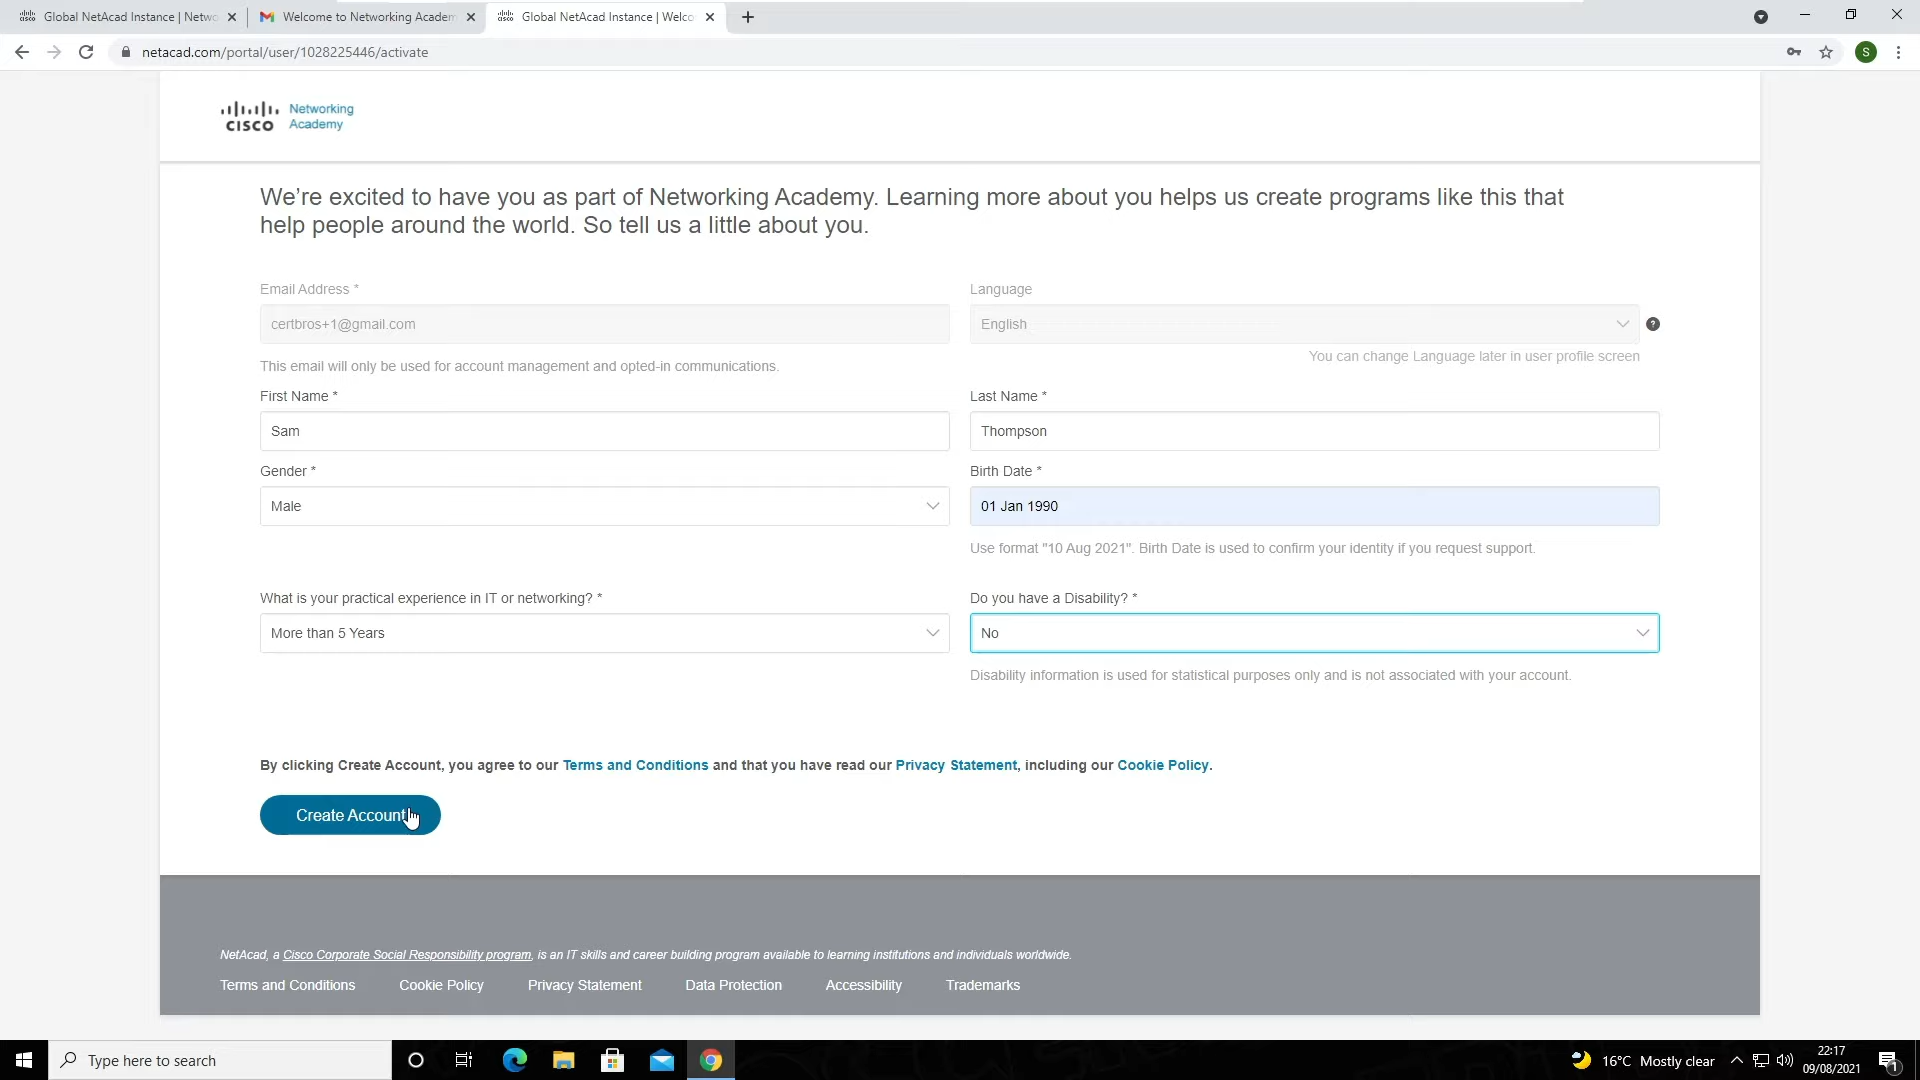 Global NetAcad Instance | Netwo
Welcome to Networking Academ
Global NetAcad Instance | Welco
netacad.com/portal/user/1028225446/activate
S
CISCO
Networking
Academy
We're excited to have you as part of Networking Academy. Learning more about you helps us create programs like this that
help people around the world. So tell us a little about you.
Email Address *
Language
certbros+1@gmail.com
English
?
This email will only be used for account management and opted-in communications.
You can change Language later in user profile screen
First Name *
Last Name *
Sam
Thompson
Gender *
Birth Date *
Male
01 Jan 1990
Use format "10 Aug 2021". Birth Date is used to confirm your identity if you request support.
What is your practical experience in IT or networking? *
Do you have a Disability? *
More than 5 Years
No
Disability information is used for statistical purposes only and is not associated with your account.
By clicking Create Account, you agree to our Terms and Conditions and that you have read our Privacy Statement, including our Cookie Policy.
Create Account
NetAcad, a Cisco Corporate Social Responsibility program, is an IT skills and career building program available to learning institutions and individuals worldwide.
Terms and Conditions Cookie Policy Privacy Statement Data Protection Accessibility Trademarks
Type here to search
16°C Mostly clear
22:17
09/08/2021
1